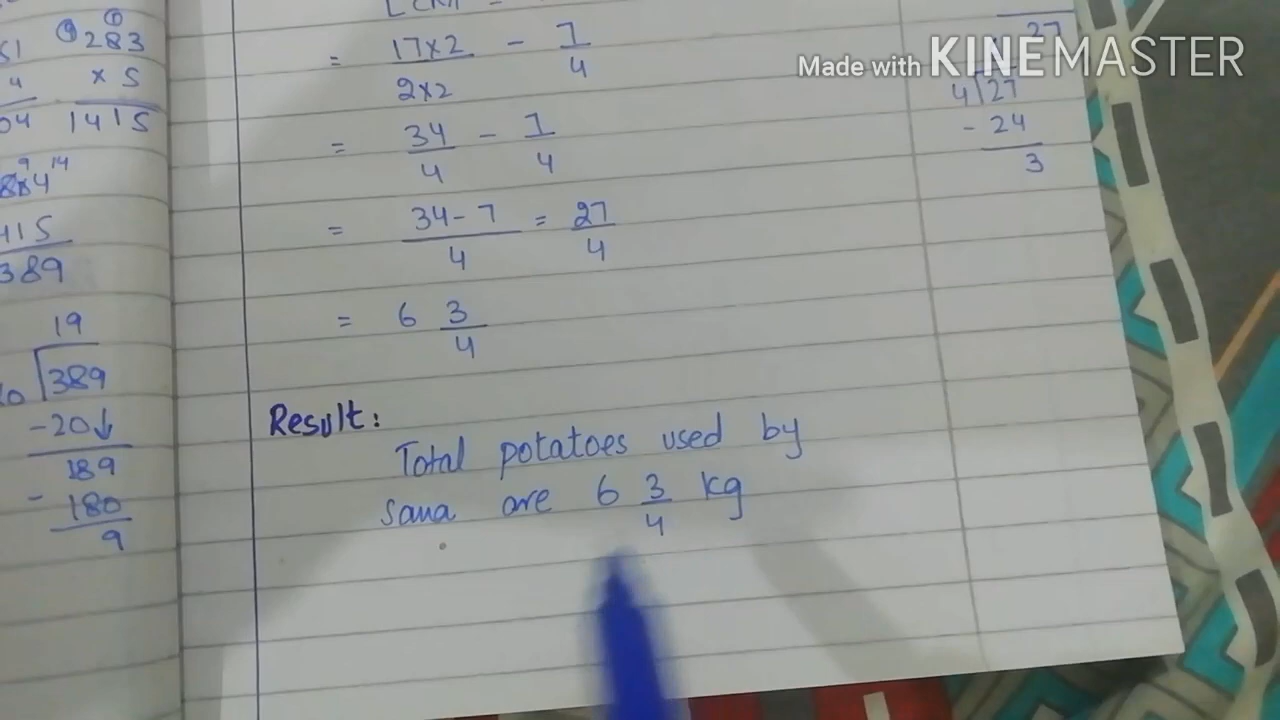 283
× 5
1415
389
19
389
-20↓
189
- 180
9
= 17×2/2×2 - 7/4
= 34/4 - 7/4
= 34-7/4 = 27/4
= 6 3/4
Result:
Total potatoes used by
sana are 6 3/4 kg
27
4)27
- 24
3
Made with KINEMASTER